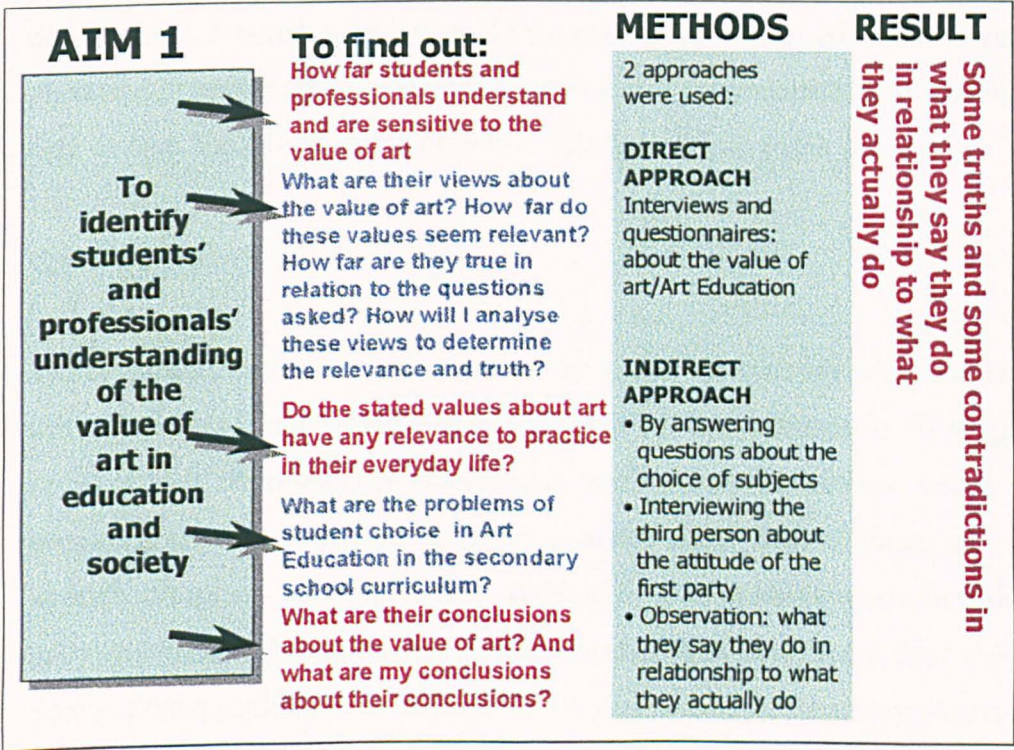 AIM 1
To
identify
students'
and
professionals'
understanding
of the
value of
art in
education
and
society
To find out:
How far students and
professionals understand
and are sensitive to the
value of art
What are their views about
the value of art? How far do
these values seem relevant?
How far are they true in
relation to the questions
asked? How will I analyse
these views to determine
the relevance and truth?
Do the stated values about art
have any relevance to practice
in their everyday life?
What are the problems of
student choice in Art
Education in the secondary
school curriculum?
What are their conclusions
about the value of art? And
what are my conclusions
about their conclusions?
METHODS
2 approaches
were used:
DIRECT
APPROACH
Interviews and
questionnaires:
about the value of
art/Art Education
INDIRECT
APPROACH
• By answering
questions about the
choice of subjects
• Interviewing the
third person about
the attitude of the
first party
• Observation: what
they say they do in
relationship to what
they actually do
RESULT
Some truths and some contradictions in
what they say they do
in relationship to what
they actually do